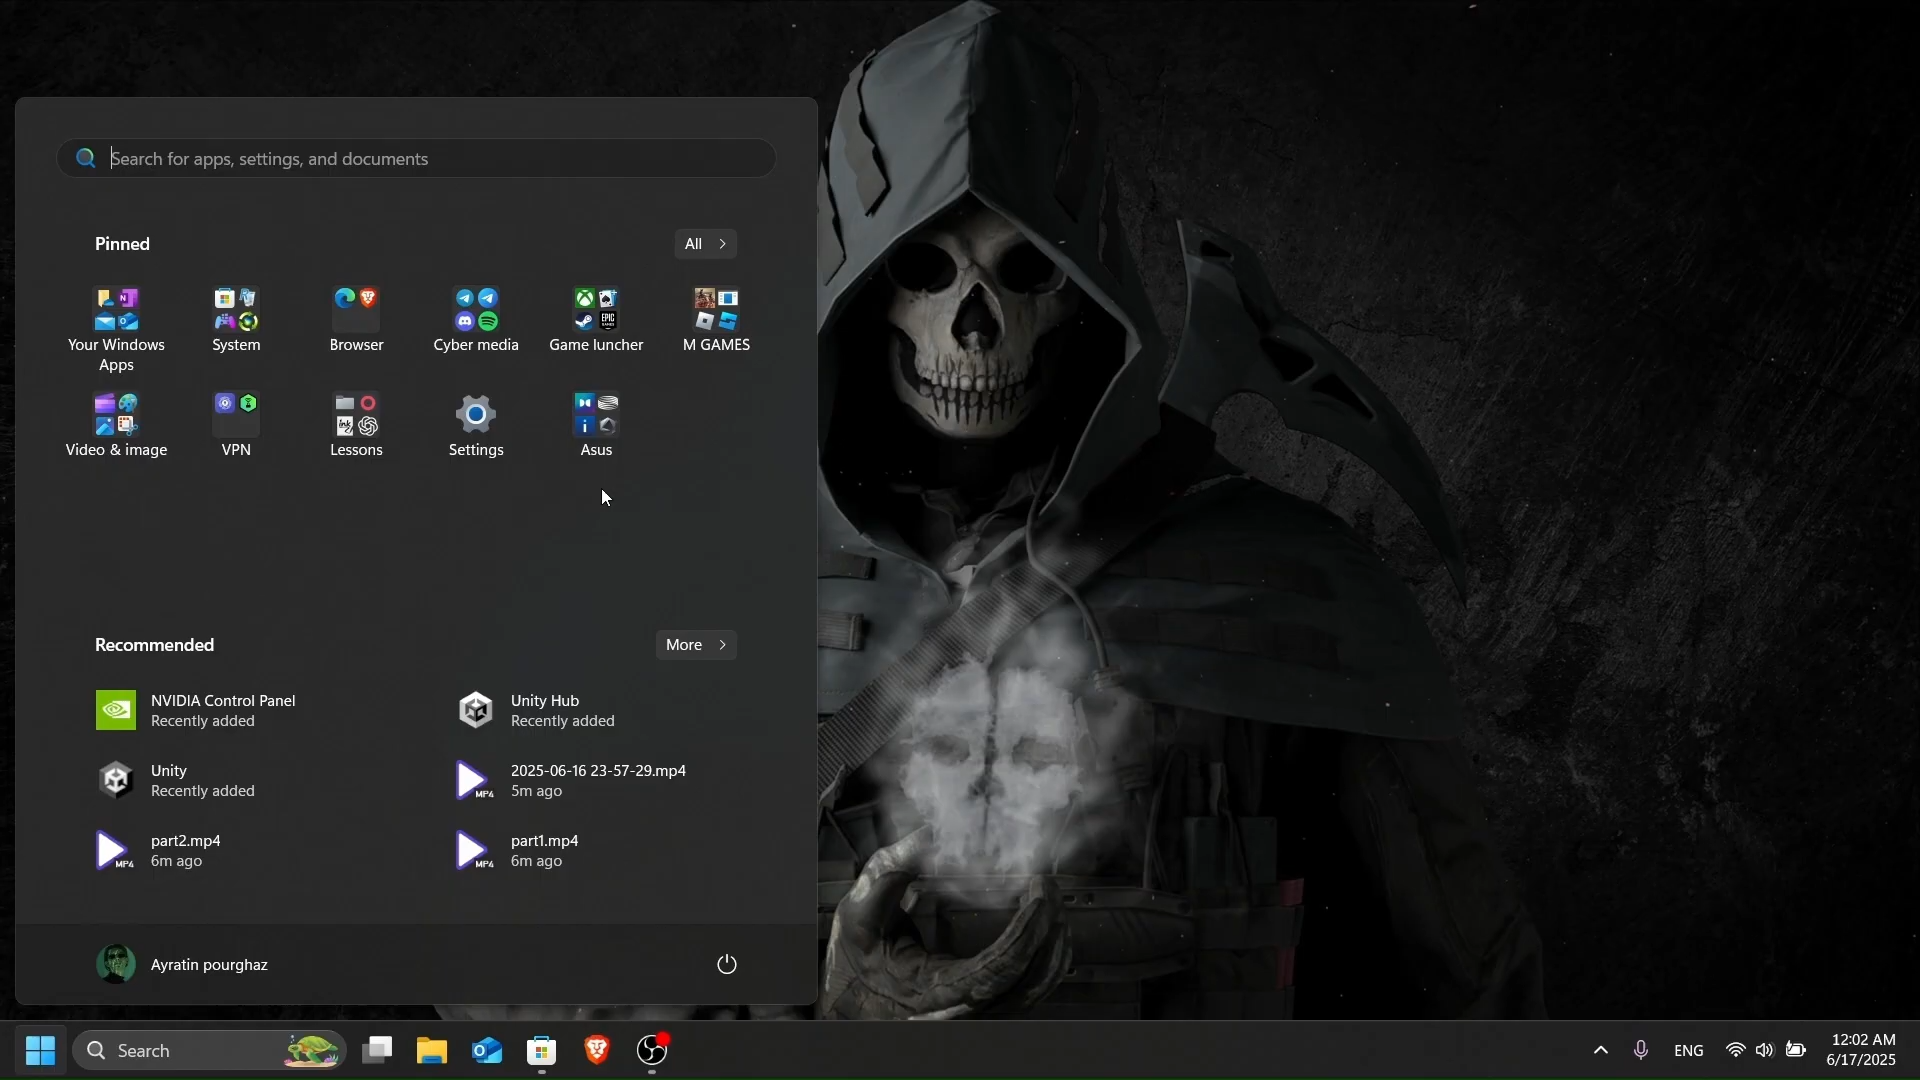 Search for apps, settings, and documents
Pinned
All
Your Windows
Apps
System
Browser
Cyber media
Game luncher
M GAMES
Video & image
VPN
Lessons
Settings
Asus
Recommended
More
NVIDIA Control Panel
Recently added
Unity Hub
Recently added
Unity
Recently added
2025-06-16 23-57-29.mp4
5m ago
part2.mp4
6m ago
part1.mp4
6m ago
Ayratin pourghaz
Search
ENG
12:02 AM
6/17/2025